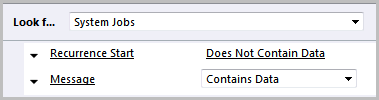 Look f... System Jobs
Recurrence Start Does Not Contain Data
Message Contains Data